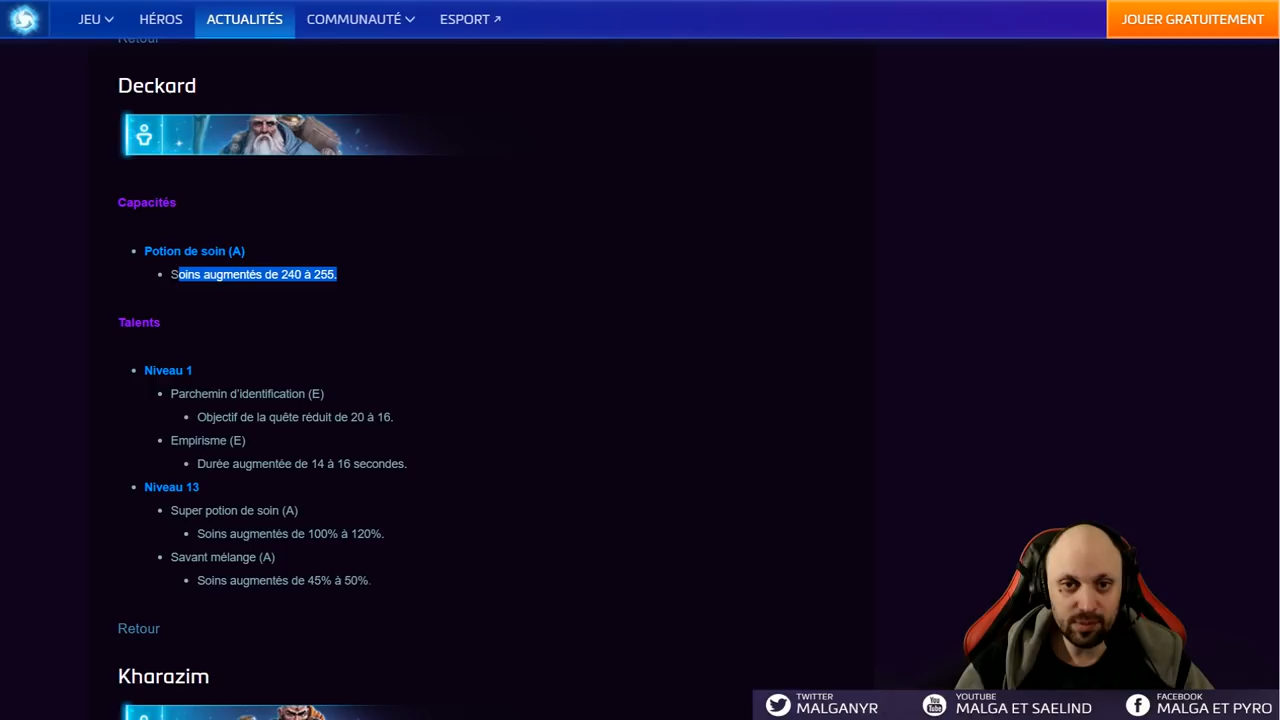 JEU
HÉROS
ACTUALITÉS
COMMUNAUTÉ
ESPORT
JOUER GRATUITEMENT
Retour
Deckard
Capacités
Potion de soin (A)
Soins augmentés de 240 à 255.
Talents
Niveau 1
Parchemin d'identification (E)
Objectif de la quête réduit de 20 à 16.
Empirisme (E)
Durée augmentée de 14 à 16 secondes.
Niveau 13
Super potion de soin (A)
Soins augmentés de 100% à 120%.
Savant mélange (A)
Soins augmentés de 45% à 50%.
Retour
Kharazim
TWITTER
MALGANYR
You Tube
YOUTUBE
MALGA ET SAELIND
FACEBOOK
MALGA ET PYRO